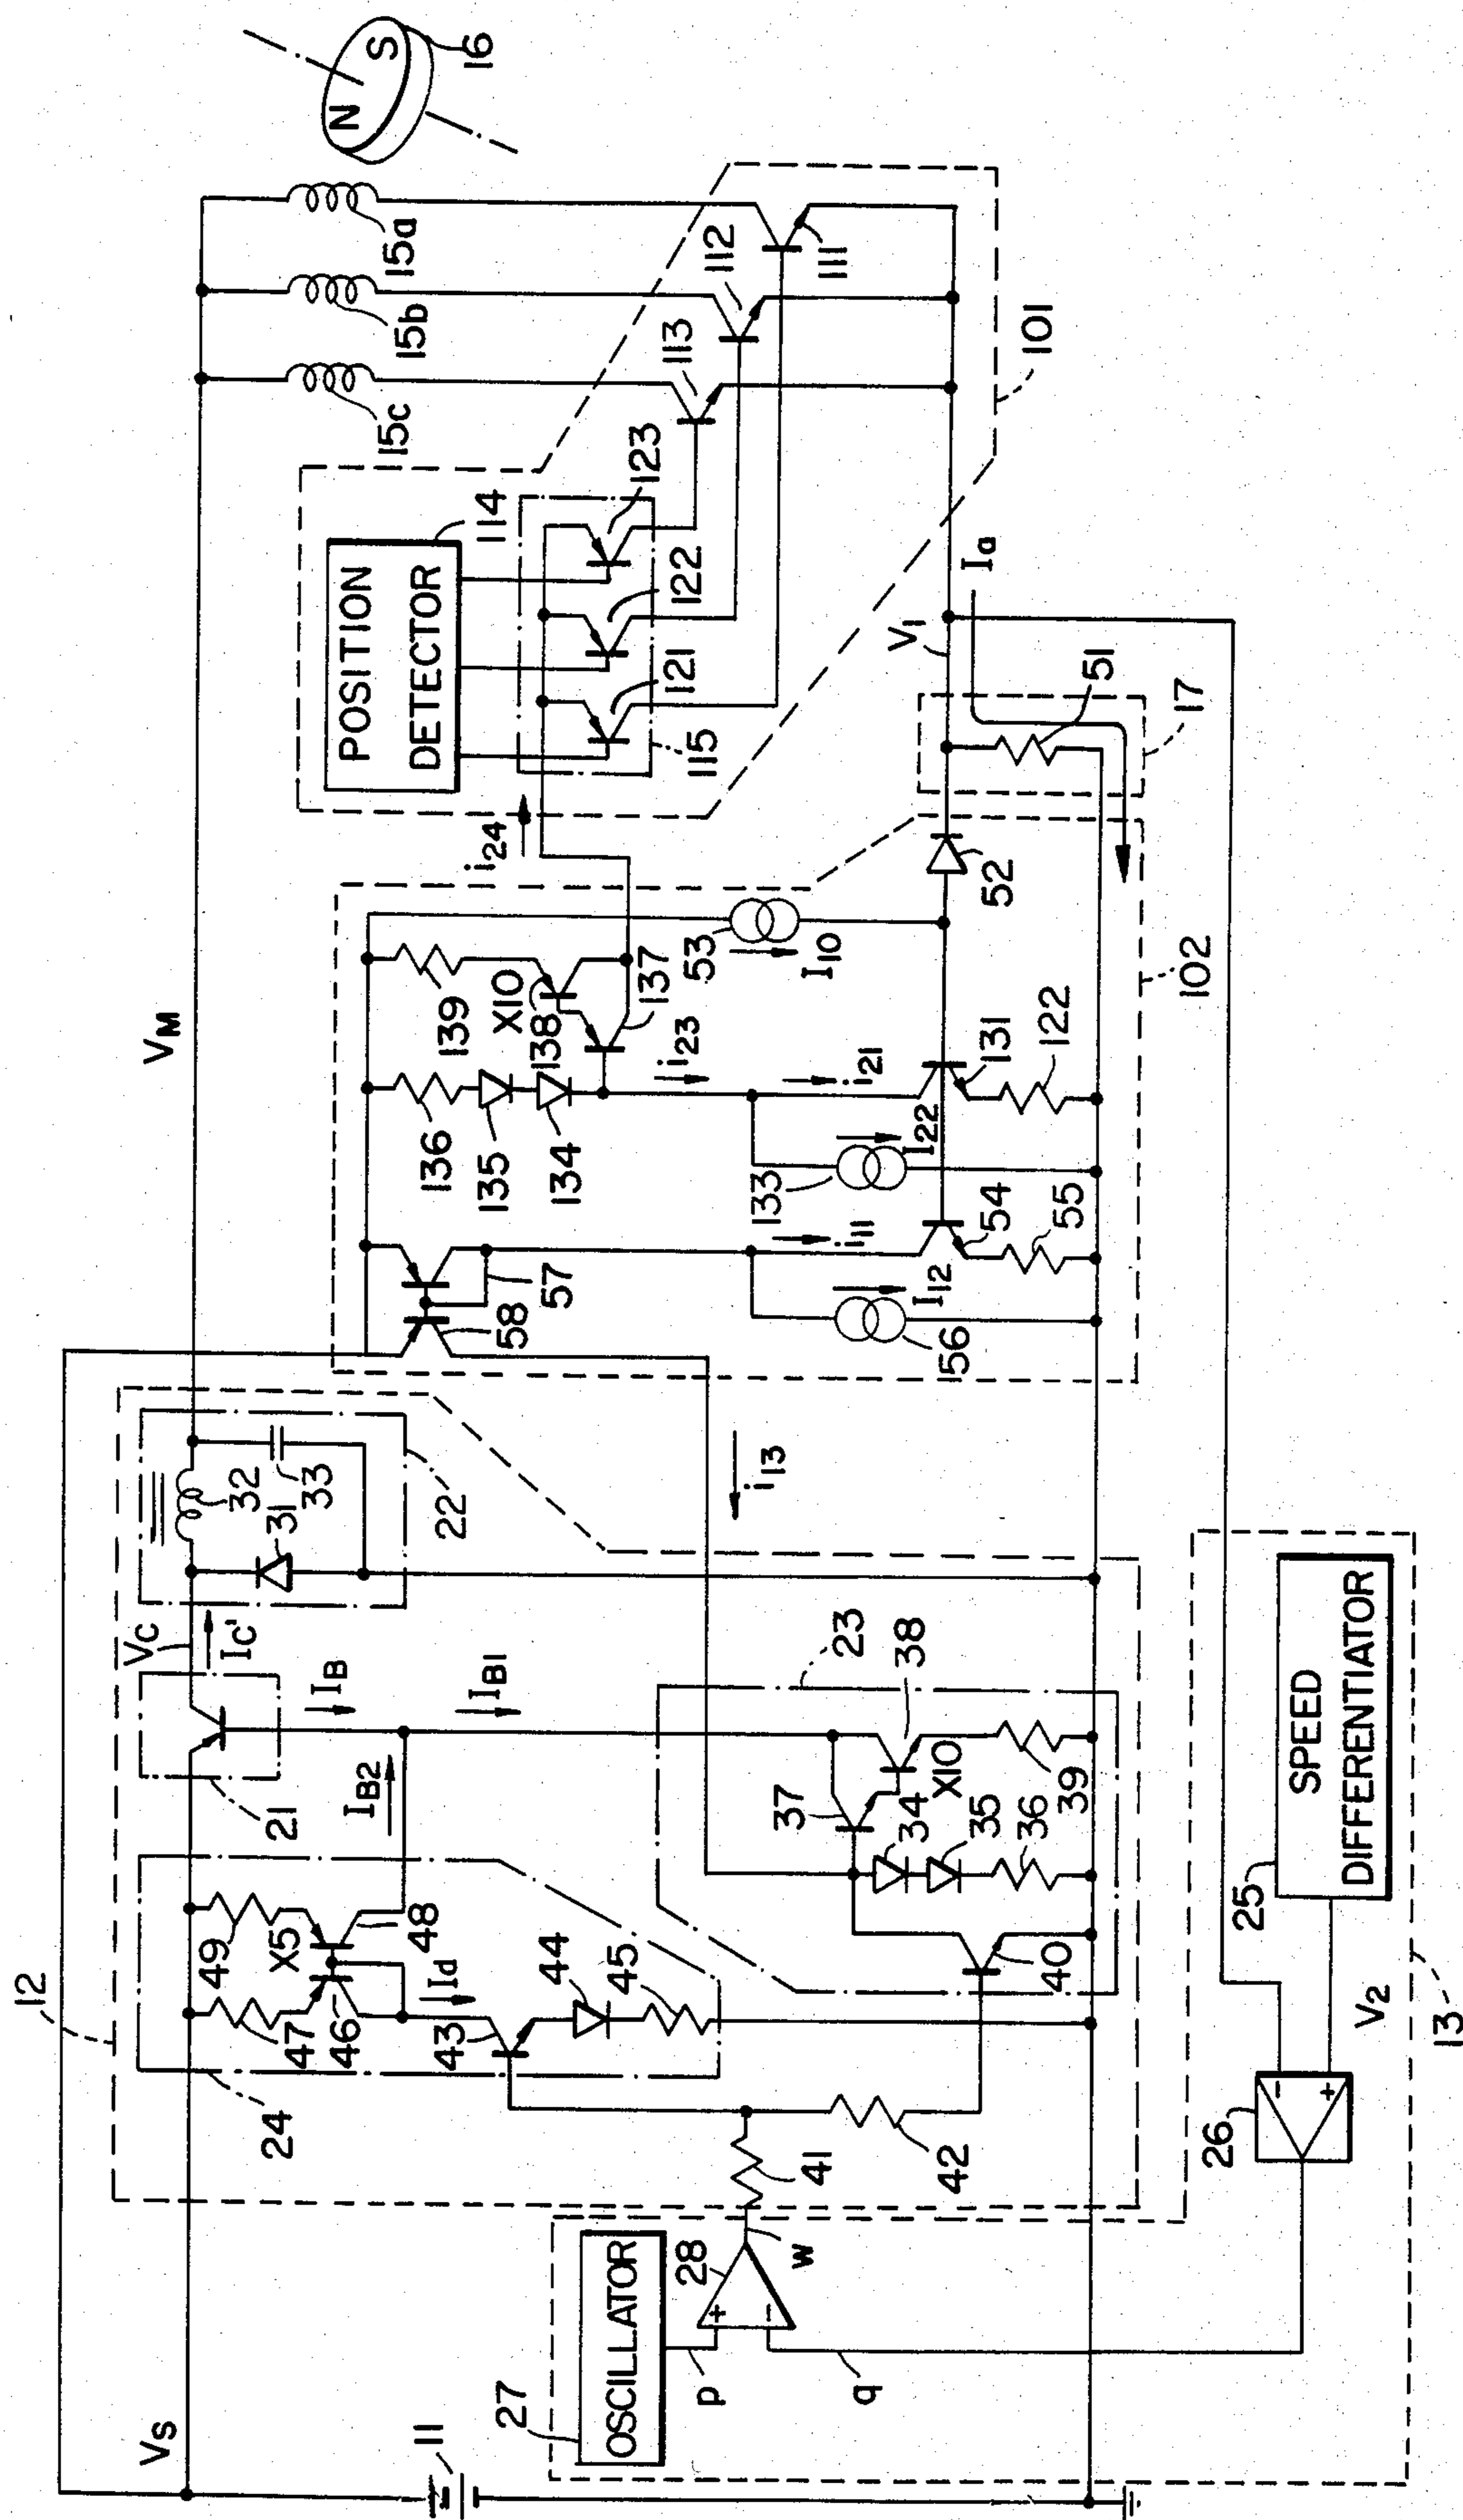 12
11
VS
VM
VC
IC'
21
24
49
X5
47
46
48
43
Id
44
45
IB2
IB
IB1
32
31
33
22
37
34
35
36
38
X10
39
40
23
41
42
w
28
+
−
27
OSCILLATOR
p
q
26
−
+
V2
25
SPEED
DIFFERENTIATOR
13
i13
58
57
56
I12
i11
54
55
136
135
134
133
I22
i21
131
122
139
X10
138
137
i23
53
I10
52
102
i24
115
121
122
123
114
POSITION
DETECTOR
V1
Ia
51
17
101
113
112
111
15c
15b
15a
N
S
16